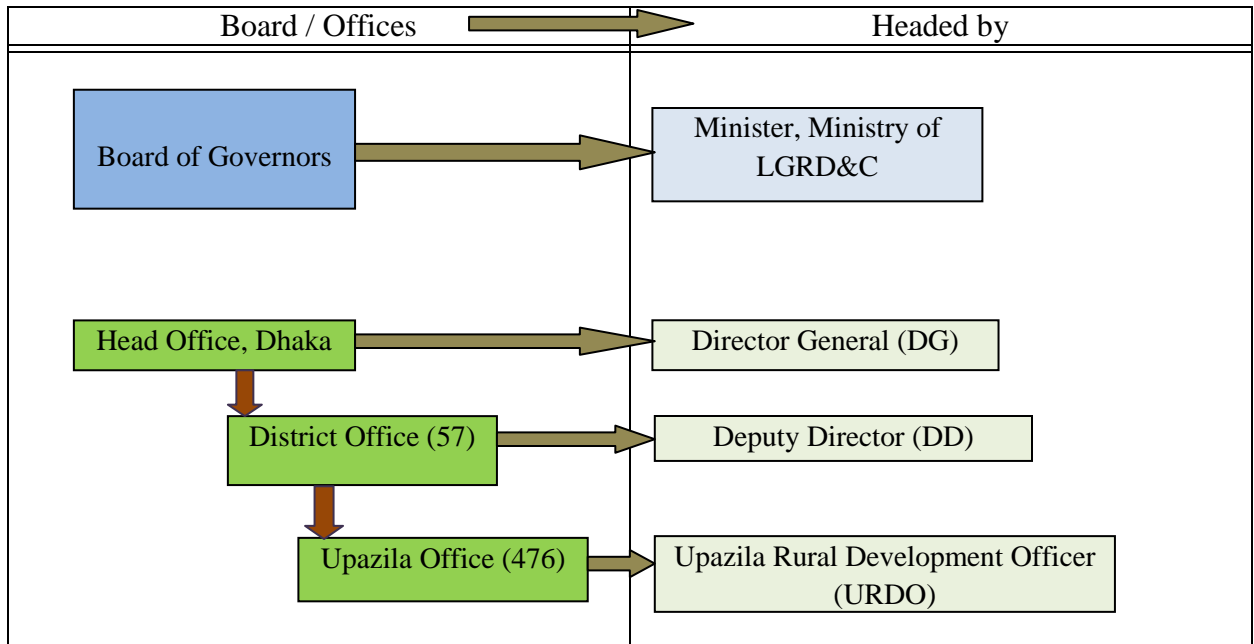 Board / Offices
Headed by
Board of Governors
Minister, Ministry of
LGRD&C
Head Office, Dhaka
Director General (DG)
District Office (57)
Deputy Director (DD)
Upazila Office (476)
Upazila Rural Development Officer
(URDO)